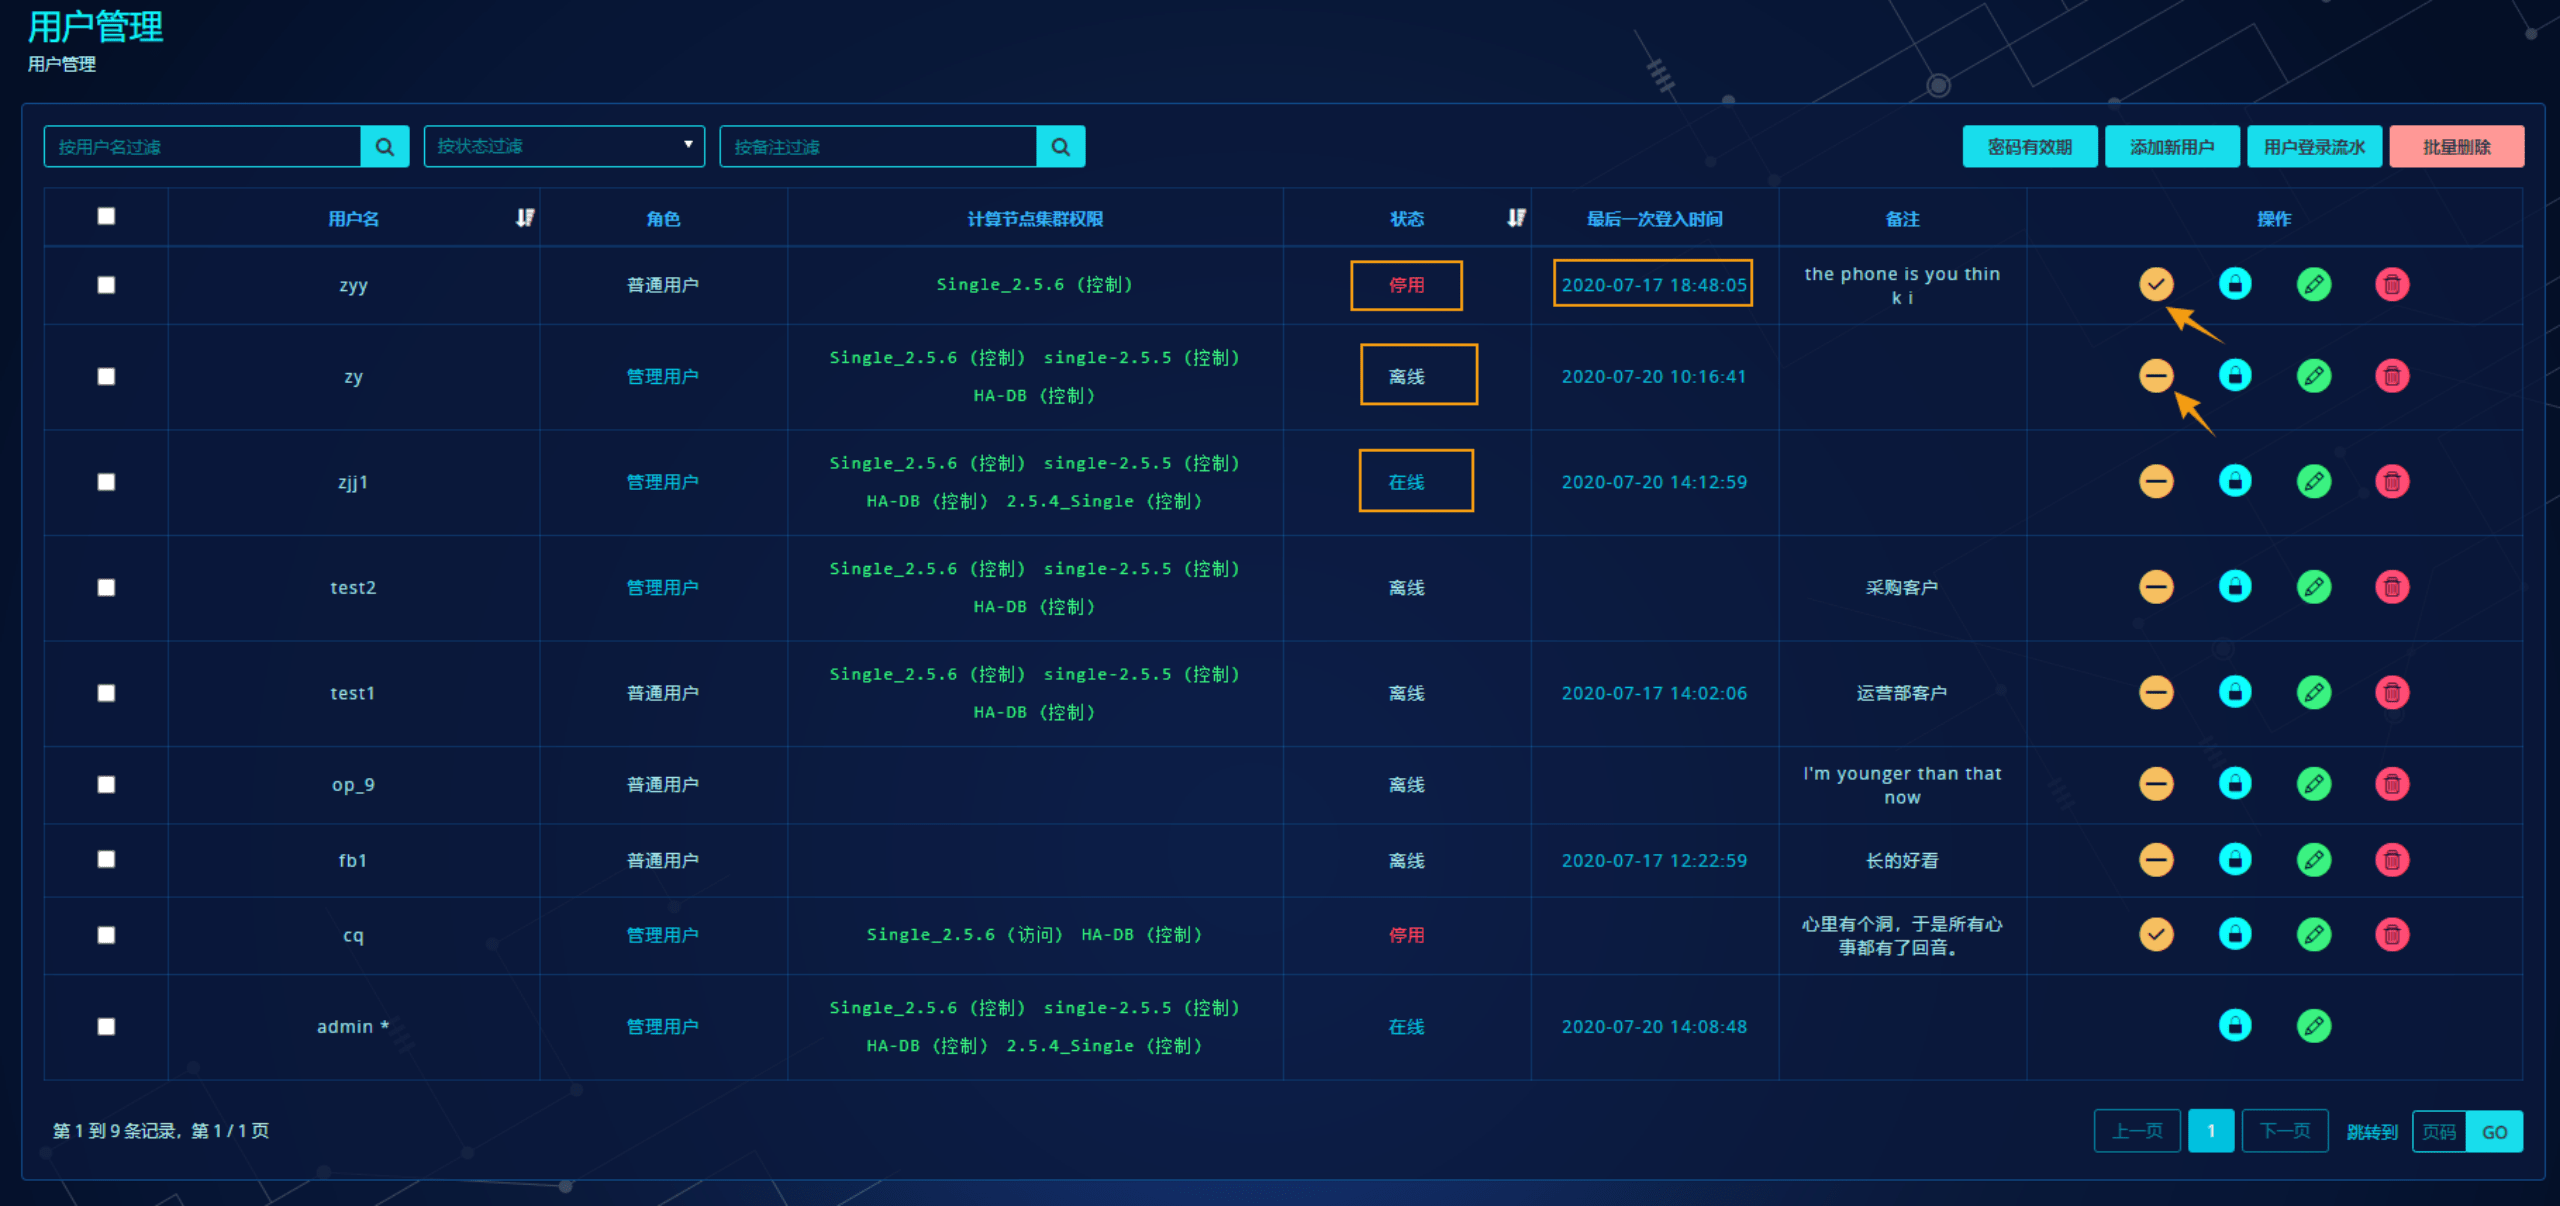 用户管理
用户管理
按用户名过滤 按状态过滤 按备注过滤 密码有效期 添加新用户 用户登录流水 批量删除
用户名 角色 计算节点集群权限 状态 最后一次登入时间 备注 操作
zyy 普通用户 Single_2.5.6 (控制) 停用 2020-07-17 18:48:05 the phone is you thin
k i
zy 管理用户 Single_2.5.6 (控制) single-2.5.5 (控制)
HA-DB (控制) 离线 2020-07-20 10:16:41
zjj1 管理用户 Single_2.5.6 (控制) single-2.5.5 (控制)
HA-DB (控制) 2.5.4_Single (控制) 在线 2020-07-20 14:12:59
test2 管理用户 Single_2.5.6 (控制) single-2.5.5 (控制)
HA-DB (控制) 离线 采购客户
test1 普通用户 Single_2.5.6 (控制) single-2.5.5 (控制)
HA-DB (控制) 离线 2020-07-17 14:02:06 运营部客户
op_9 普通用户 离线 I'm younger than that
now
fb1 普通用户 离线 2020-07-17 12:22:59 长的好看
cq 管理用户 Single_2.5.6 (访问) HA-DB (控制) 停用 心里有个洞，于是所有心
事都有了回音。
admin * 管理用户 Single_2.5.6 (控制) single-2.5.5 (控制)
HA-DB (控制) 2.5.4_Single (控制) 在线 2020-07-20 14:08:48
第 1 到 9 条记录，第 1 / 1 页 上一页 1 下一页 跳转到 页码 GO